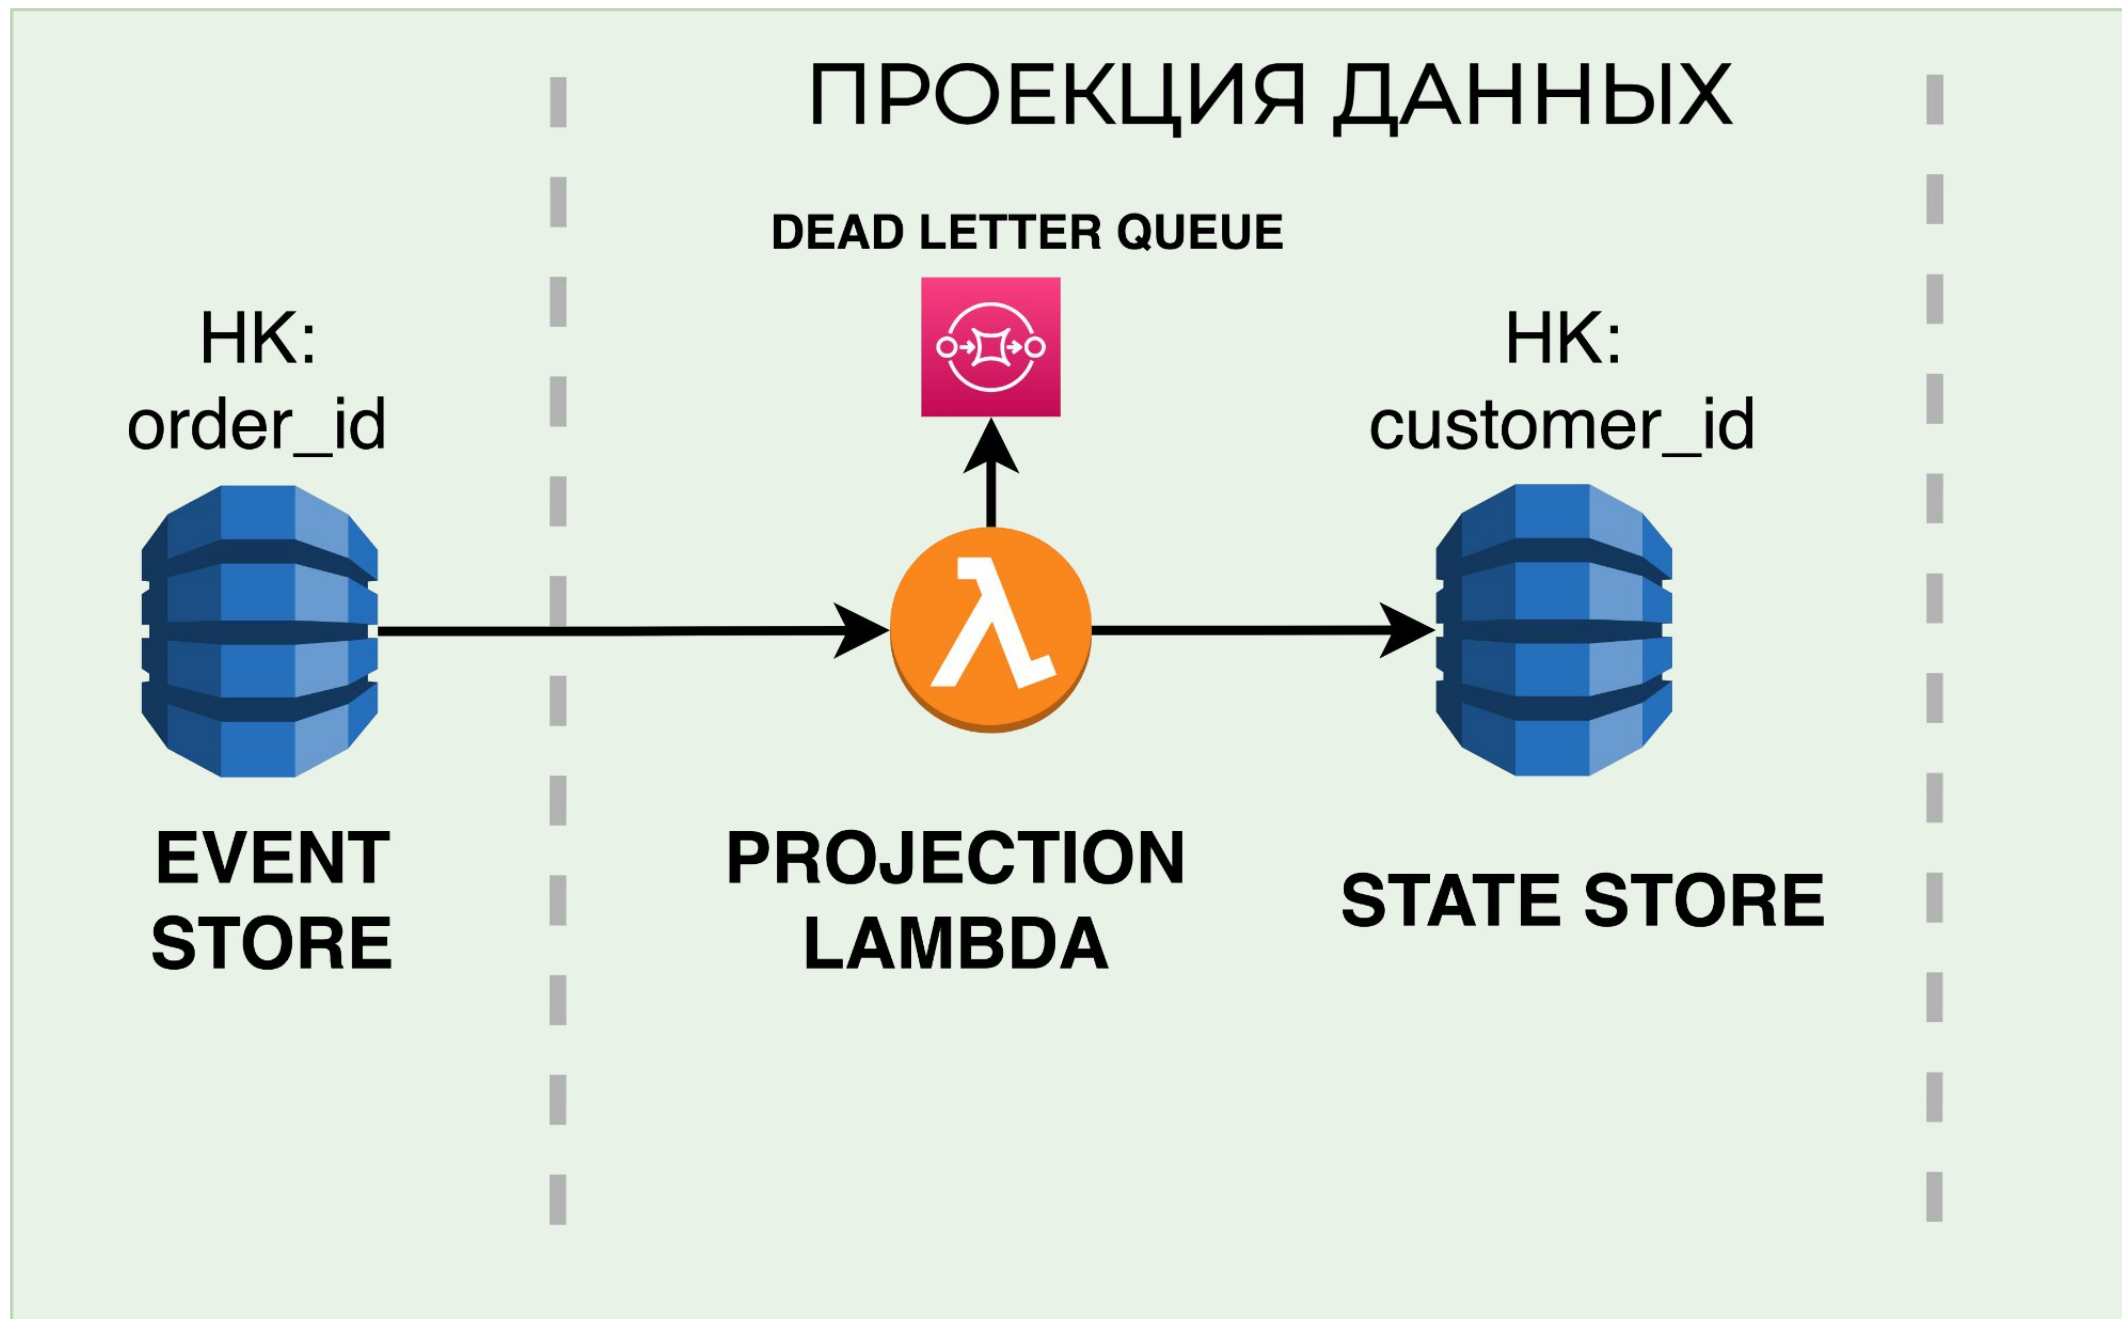 ПРОЕКЦИЯ ДАННЫХ
DEAD LETTER QUEUE
HK:
order_id
HK:
customer_id
EVENT
STORE
PROJECTION
LAMBDA
STATE STORE